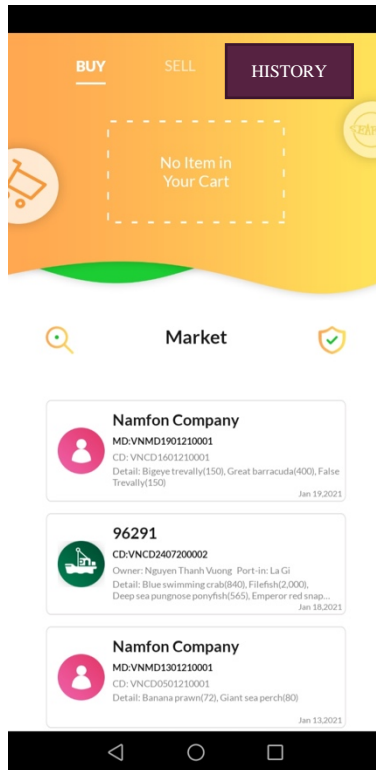 BUY
SELL
HISTORY
No Item in
Your Cart
Market
Namfon Company
MD:VNMD1901210001
CD: VNCD1601210001
Detail: Bigeye trevally(150), Great barracuda(400), False
Trevally(150)
Jan 19,2021
96291
CD:VNCD2407200002
Owner: Nguyen Thanh Vuong Port-in: La Gi
Detail: Blue swimming crab(840), Filefish(2,000),
Deep sea pungnose ponyfish(565), Emperor red snap...
Jan 18,2021
Namfon Company
MD:VNMD1301210001
CD: VNCD0501210001
Detail: Banana prawn(72), Giant sea perch(80)
Jan 13,2021